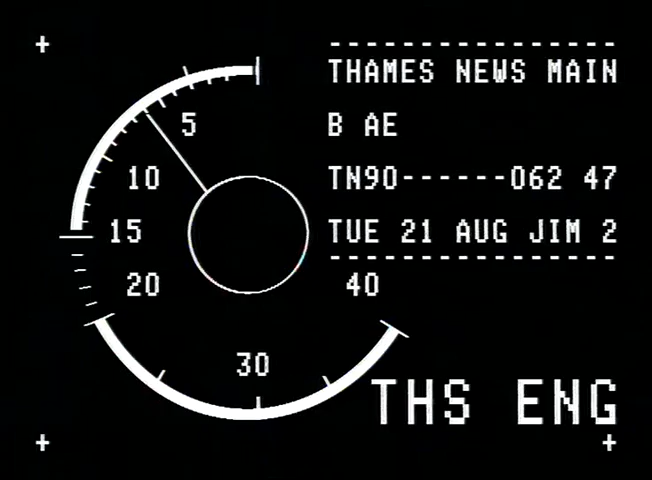 ----------------
THAMES NEWS MAIN
B AE
TN90------062 47
TUE 21 AUG JIM 2
----------------
5
10
15
20
30
40
THS ENG